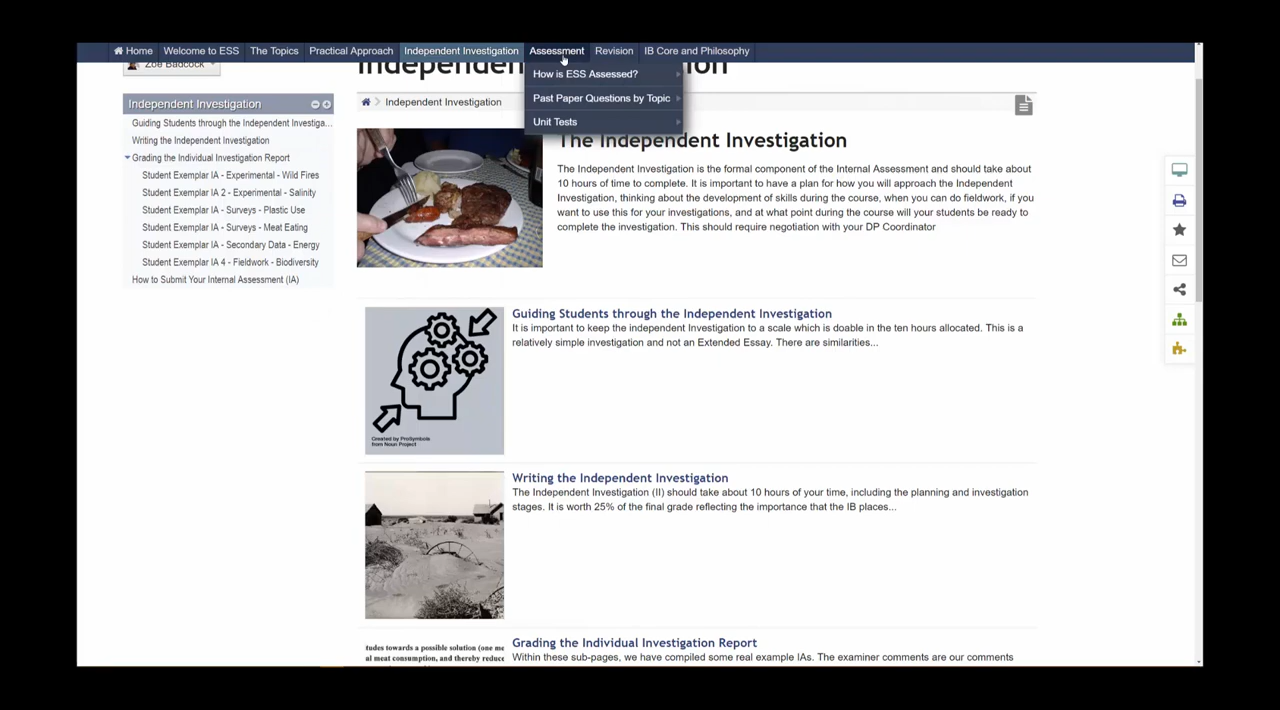 Home Welcome to ESS The Topics Practical Approach Independent Investigation Assessment Revision IB Core and Philosophy
Zoe Badcock
Independent Investigation
How is ESS Assessed?
Past Paper Questions by Topic
Unit Tests
Independent Investigation
Guiding Students through the Independent Investiga...
Writing the Independent Investigation
Grading the Individual Investigation Report
Student Exemplar IA - Experimental - Wild Fires
Student Exemplar IA 2 - Experimental - Salinity
Student Exemplar IA - Surveys - Plastic Use
Student Exemplar IA - Surveys - Meat Eating
Student Exemplar IA - Secondary Data - Energy
Student Exemplar IA 4 - Fieldwork - Biodiversity
How to Submit Your Internal Assessment (IA)
Independent Investigation
The Independent Investigation
The Independent Investigation is the formal component of the Internal Assessment and should take about
10 hours of time to complete. It is important to have a plan for how you will approach the Independent
Investigation, thinking about the development of skills during the course, when you can do fieldwork, if you
want to use this for your investigations, and at what point during the course will your students be ready to
complete the investigation. This should require negotiation with your DP Coordinator
Guiding Students through the Independent Investigation
It is important to keep the independent Investigation to a scale which is doable in the ten hours allocated. This is a
relatively simple investigation and not an Extended Essay. There are similarities...
Created by ProSymbols
from Noun Project
Writing the Independent Investigation
The Independent Investigation (II) should take about 10 hours of your time, including the planning and investigation
stages. It is worth 25% of the final grade reflecting the importance that the IB places...
Grading the Individual Investigation Report
Within these sub-pages, we have compiled some real example IAs. The examiner comments are our comments
tudes towards a possible solution (one me
al meat consumption, and thereby reduce